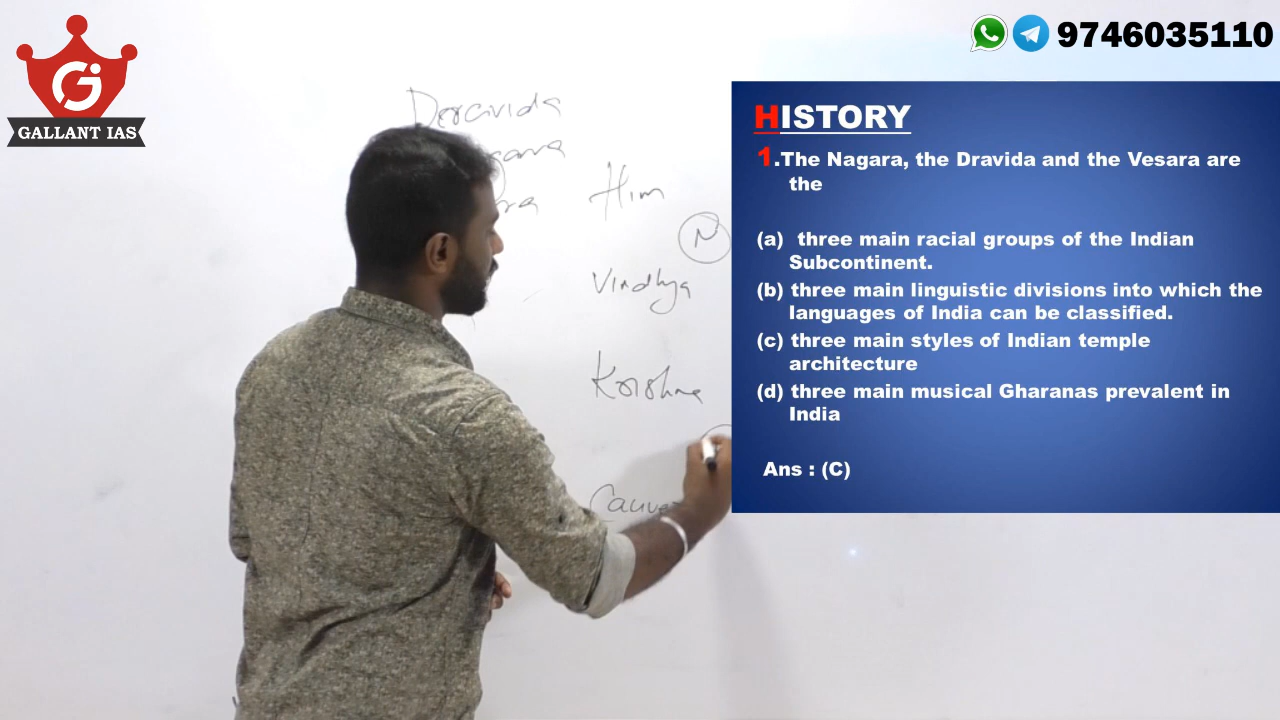 GALLANT IAS
9746035110
Deravida
Him
N
Vindhya
Krishna
HISTORY
1.The Nagara, the Dravida and the Vesara are
the
(a) three main racial groups of the Indian
Subcontinent.
(b) three main linguistic divisions into which the
languages of India can be classified.
(c) three main styles of Indian temple
architecture
(d) three main musical Gharanas prevalent in
India
Ans : (C)